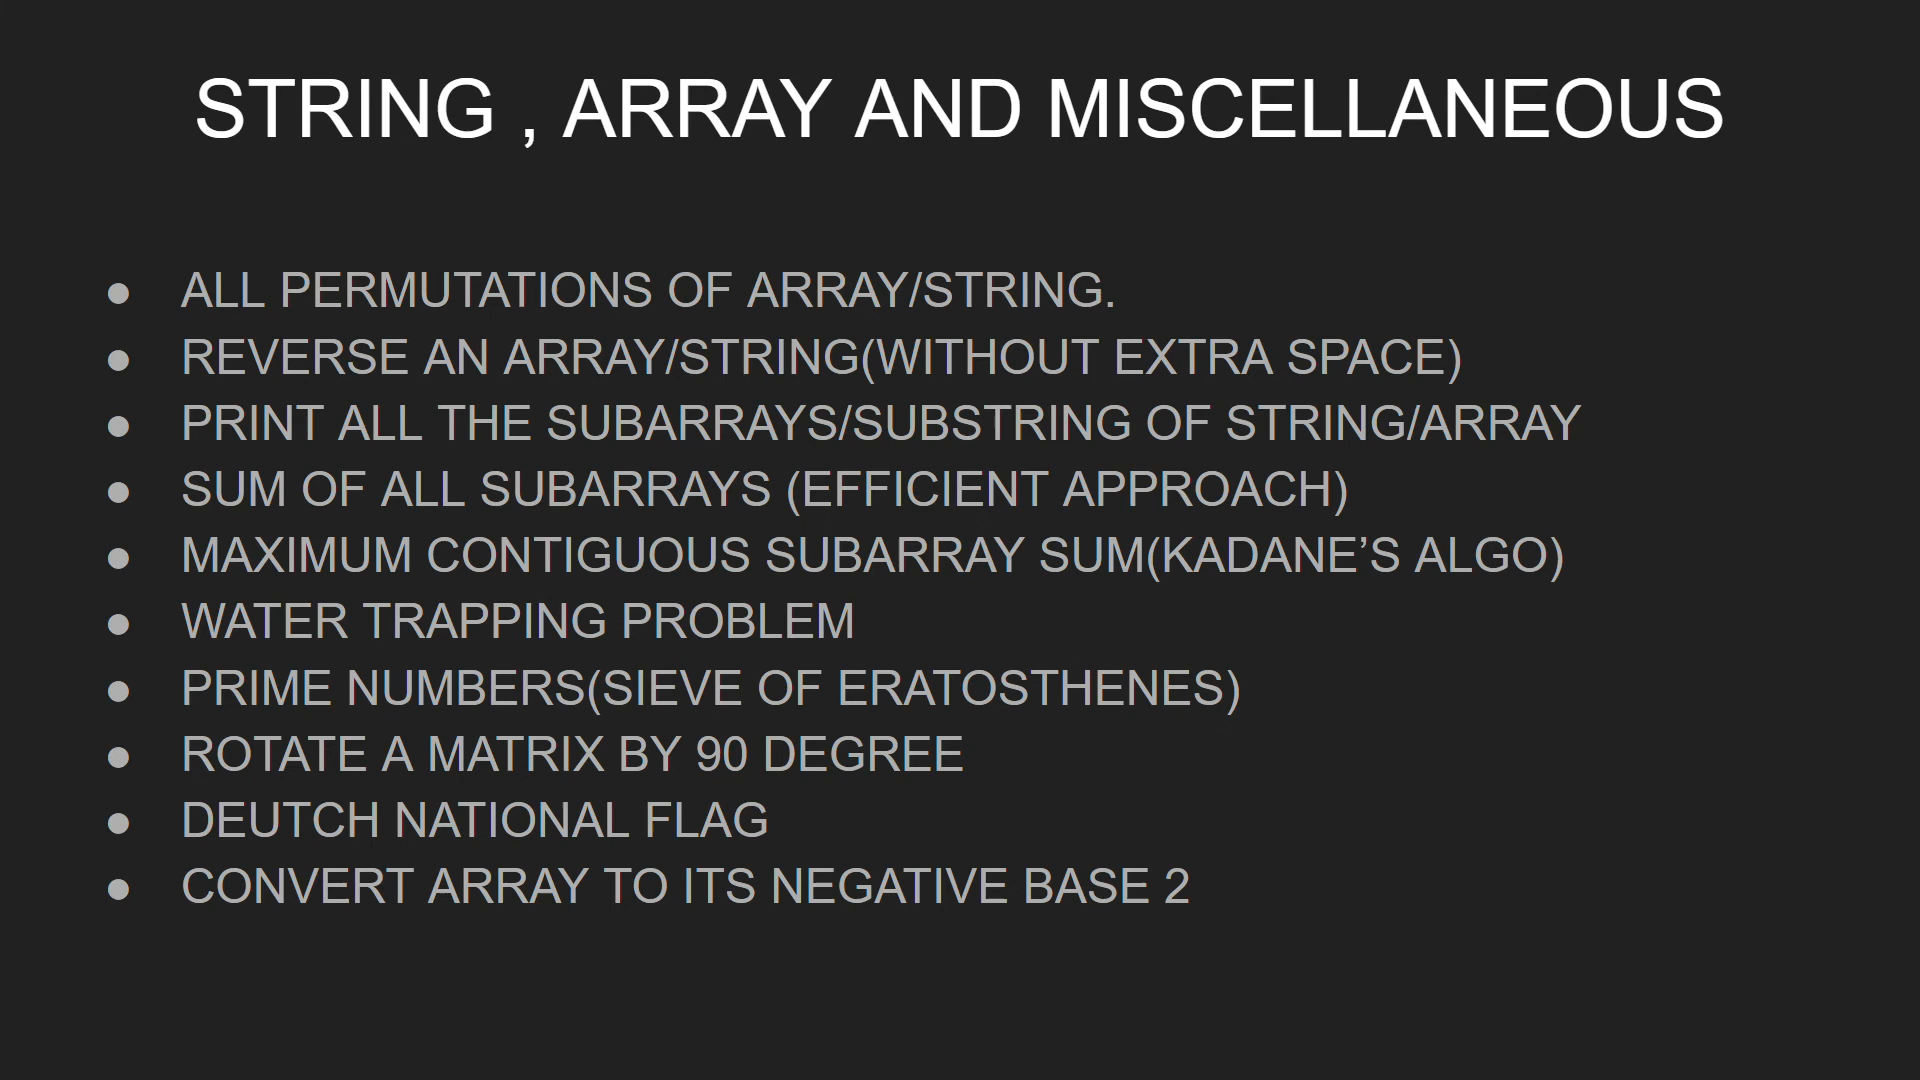 STRING , ARRAY AND MISCELLANEOUS
● ALL PERMUTATIONS OF ARRAY/STRING.
● REVERSE AN ARRAY/STRING(WITHOUT EXTRA SPACE)
● PRINT ALL THE SUBARRAYS/SUBSTRING OF STRING/ARRAY
● SUM OF ALL SUBARRAYS (EFFICIENT APPROACH)
● MAXIMUM CONTIGUOUS SUBARRAY SUM(KADANE’S ALGO)
● WATER TRAPPING PROBLEM
● PRIME NUMBERS(SIEVE OF ERATOSTHENES)
● ROTATE A MATRIX BY 90 DEGREE
● DEUTCH NATIONAL FLAG
● CONVERT ARRAY TO ITS NEGATIVE BASE 2